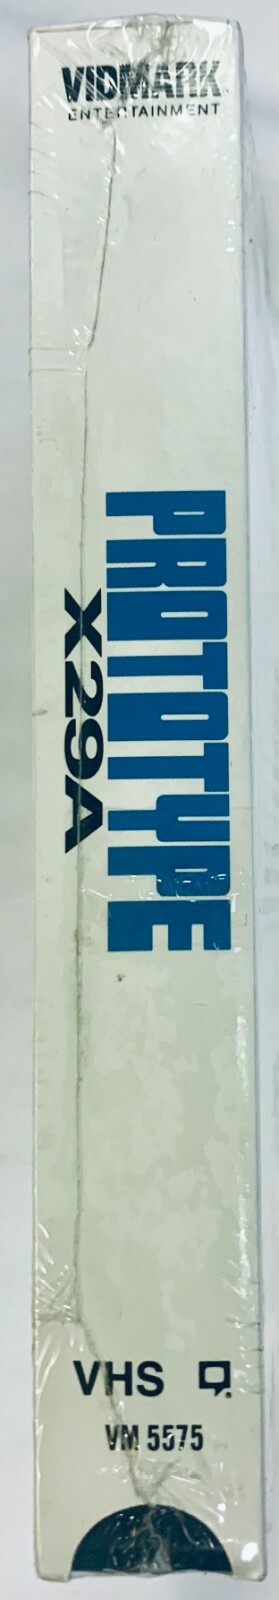 VIDMARK
ENTERTAINMENT
PROTOTYPE
X29A
VHS
VM 5575